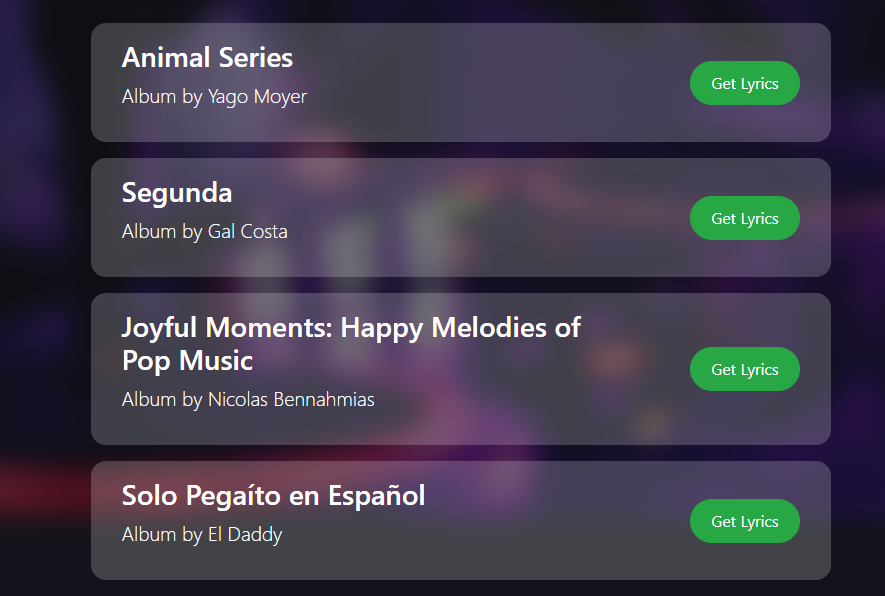 Animal Series
Album by Yago Moyer
Get Lyrics
Segunda
Album by Gal Costa
Get Lyrics
Joyful Moments: Happy Melodies of
Pop Music
Album by Nicolas Bennahmias
Get Lyrics
Solo Pegaíto en Español
Album by El Daddy
Get Lyrics